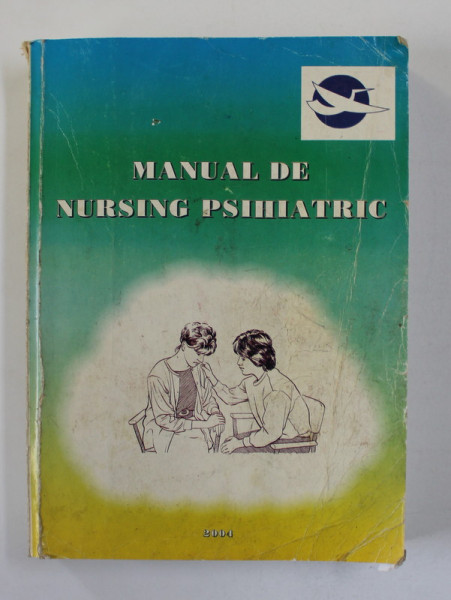 MANUAL DE
NURSING PSIHIATRIC
2004